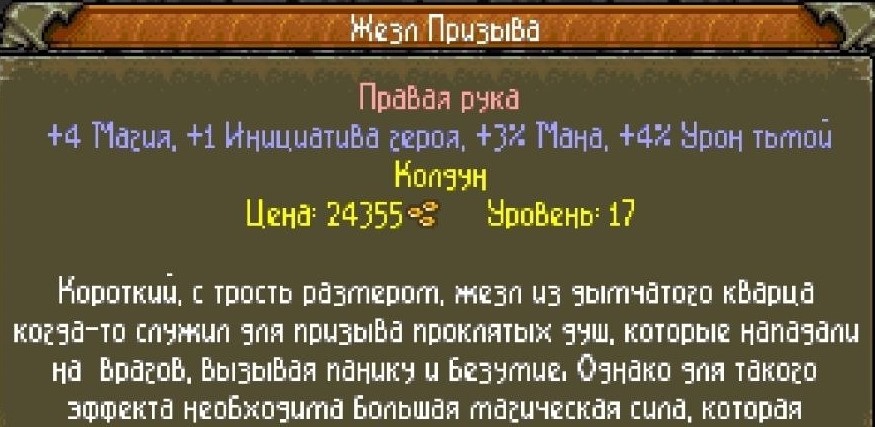 Жезл Призыва
Правая рука
+4 Магия, +1 Инициатива героя, +3% Мана, +4% Урон тьмой
Колдун
Цена: 24355 Уровень: 17
Короткий, с трость размером, жезл из дымчатого кварца
когда-то служил для призыва проклятых душ, которые нападали
на врагов, вызывая панику и безумие. Однако для такого
эффекта необходима большая магическая сила, которая